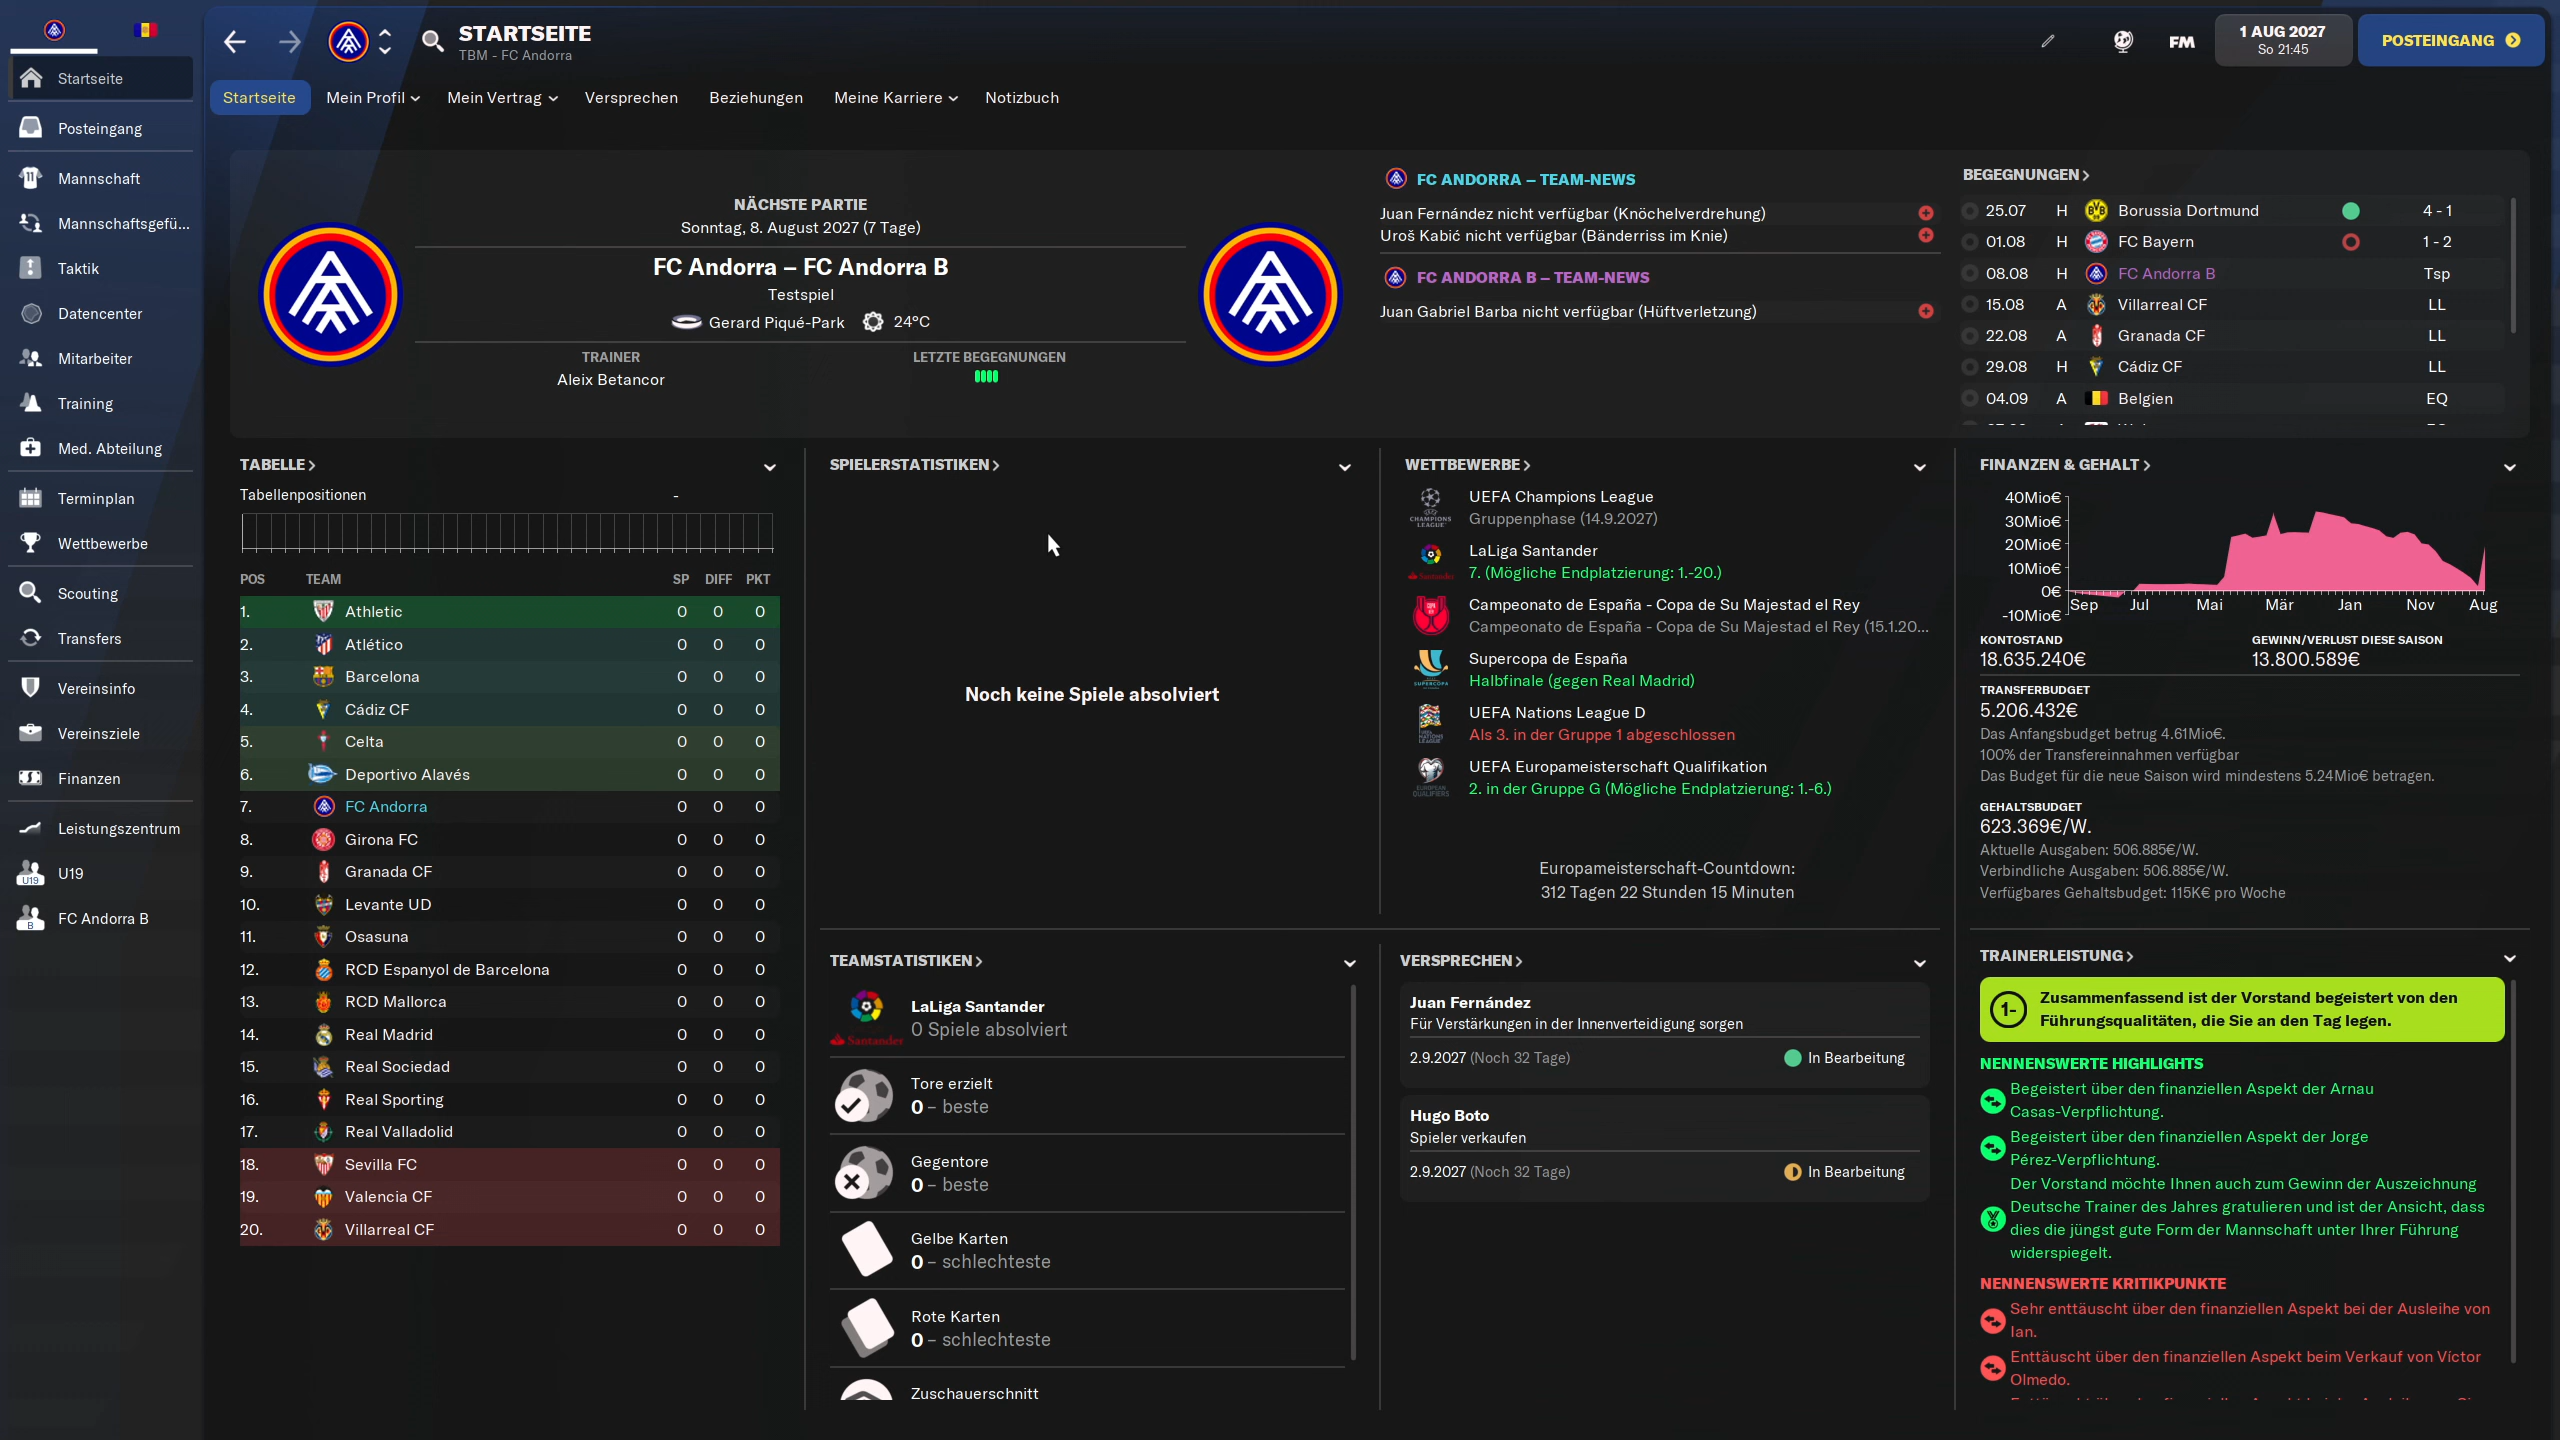 STARTSEITE
TBM - FC Andorra
FM
1 AUG 2027
So 21:45
POSTEINGANG
Startseite
Posteingang
Mannschaft
Mannschaftsgefü...
Taktik
Datencenter
Mitarbeiter
Training
Med. Abteilung
Terminplan
Wettbewerbe
Scouting
Transfers
Vereinsinfo
Vereinsziele
Finanzen
Leistungszentrum
U19
U19
B
FC Andorra B
Startseite
Mein Profil
Mein Vertrag
Versprechen
Beziehungen
Meine Karriere
Notizbuch
NÄCHSTE PARTIE
Sonntag, 8. August 2027 (7 Tage)
FC Andorra – FC Andorra B
Testspiel
Gerard Piqué-Park 24°C
TRAINER
Aleix Betancor
LETZTE BEGEGNUNGEN
FC ANDORRA – TEAM-NEWS
Juan Fernández nicht verfügbar (Knöchelverdrehung)
Uroš Kabić nicht verfügbar (Bänderriss im Knie)
FC ANDORRA B – TEAM-NEWS
Juan Gabriel Barba nicht verfügbar (Hüftverletzung)
BEGEGNUNGEN
25.07 H Borussia Dortmund 4 - 1
01.08 H FC Bayern 1 - 2
08.08 H FC Andorra B Tsp
15.08 A Villarreal CF LL
22.08 A Granada CF LL
29.08 H Cádiz CF LL
04.09 A Belgien EQ
TABELLE
Tabellenpositionen -
POS TEAM SP DIFF PKT
1. Athletic 0 0 0
2. Atlético 0 0 0
3. Barcelona 0 0 0
4. Cádiz CF 0 0 0
5. Celta 0 0 0
6. Deportivo Alavés 0 0 0
7. FC Andorra 0 0 0
8. Girona FC 0 0 0
9. Granada CF 0 0 0
10. Levante UD 0 0 0
11. Osasuna 0 0 0
12. RCD Espanyol de Barcelona 0 0 0
13. RCD Mallorca 0 0 0
14. Real Madrid 0 0 0
15. Real Sociedad 0 0 0
16. Real Sporting 0 0 0
17. Real Valladolid 0 0 0
18. Sevilla FC 0 0 0
19. Valencia CF 0 0 0
20. Villarreal CF 0 0 0
SPIELERSTATISTIKEN
Noch keine Spiele absolviert
WETTBEWERBE
UEFA Champions League
Gruppenphase (14.9.2027)
LaLiga Santander
7. (Mögliche Endplatzierung: 1.-20.)
Campeonato de España - Copa de Su Majestad el Rey
Campeonato de España - Copa de Su Majestad el Rey (15.1.20...
Supercopa de España
Halbfinale (gegen Real Madrid)
UEFA Nations League D
Als 3. in der Gruppe 1 abgeschlossen
UEFA Europameisterschaft Qualifikation
2. in der Gruppe G (Mögliche Endplatzierung: 1.-6.)
Europameisterschaft-Countdown:
312 Tagen 22 Stunden 15 Minuten
FINANZEN & GEHALT
40Mio€
30Mio€
20Mio€
10Mio€
0€
-10Mio€
Sep Jul Mai Mär Jan Nov Aug
KONTOSTAND
18.635.240€
GEWINN/VERLUST DIESE SAISON
13.800.589€
TRANSFERBUDGET
5.206.432€
Das Anfangsbudget betrug 4.61Mio€.
100% der Transfereinnahmen verfügbar
Das Budget für die neue Saison wird mindestens 5.24Mio€ betragen.
GEHALTSBUDGET
623.369€/W.
Aktuelle Ausgaben: 506.885€/W.
Verbindliche Ausgaben: 506.885€/W.
Verfügbares Gehaltsbudget: 115K€ pro Woche
TEAMSTATISTIKEN
Santander
LaLiga Santander
0 Spiele absolviert
Tore erzielt
0 – beste
Gegentore
0 – beste
Gelbe Karten
0 – schlechteste
Rote Karten
0 – schlechteste
Zuschauerschnitt
VERSPRECHEN
Juan Fernández
Für Verstärkungen in der Innenverteidigung sorgen
2.9.2027 (Noch 32 Tage) In Bearbeitung
Hugo Boto
Spieler verkaufen
2.9.2027 (Noch 32 Tage) In Bearbeitung
TRAINERLEISTUNG
1-
Zusammenfassend ist der Vorstand begeistert von den
Führungsqualitäten, die Sie an den Tag legen.
NENNENSWERTE HIGHLIGHTS
Begeistert über den finanziellen Aspekt der Arnau
Casas-Verpflichtung.
Begeistert über den finanziellen Aspekt der Jorge
Pérez-Verpflichtung.
Der Vorstand möchte Ihnen auch zum Gewinn der Auszeichnung
Deutsche Trainer des Jahres gratulieren und ist der Ansicht, dass
dies die jüngst gute Form der Mannschaft unter Ihrer Führung
widerspiegelt.
NENNENSWERTE KRITIKPUNKTE
Sehr enttäuscht über den finanziellen Aspekt bei der Ausleihe von
Ian.
Enttäuscht über den finanziellen Aspekt beim Verkauf von Víctor
Olmedo.